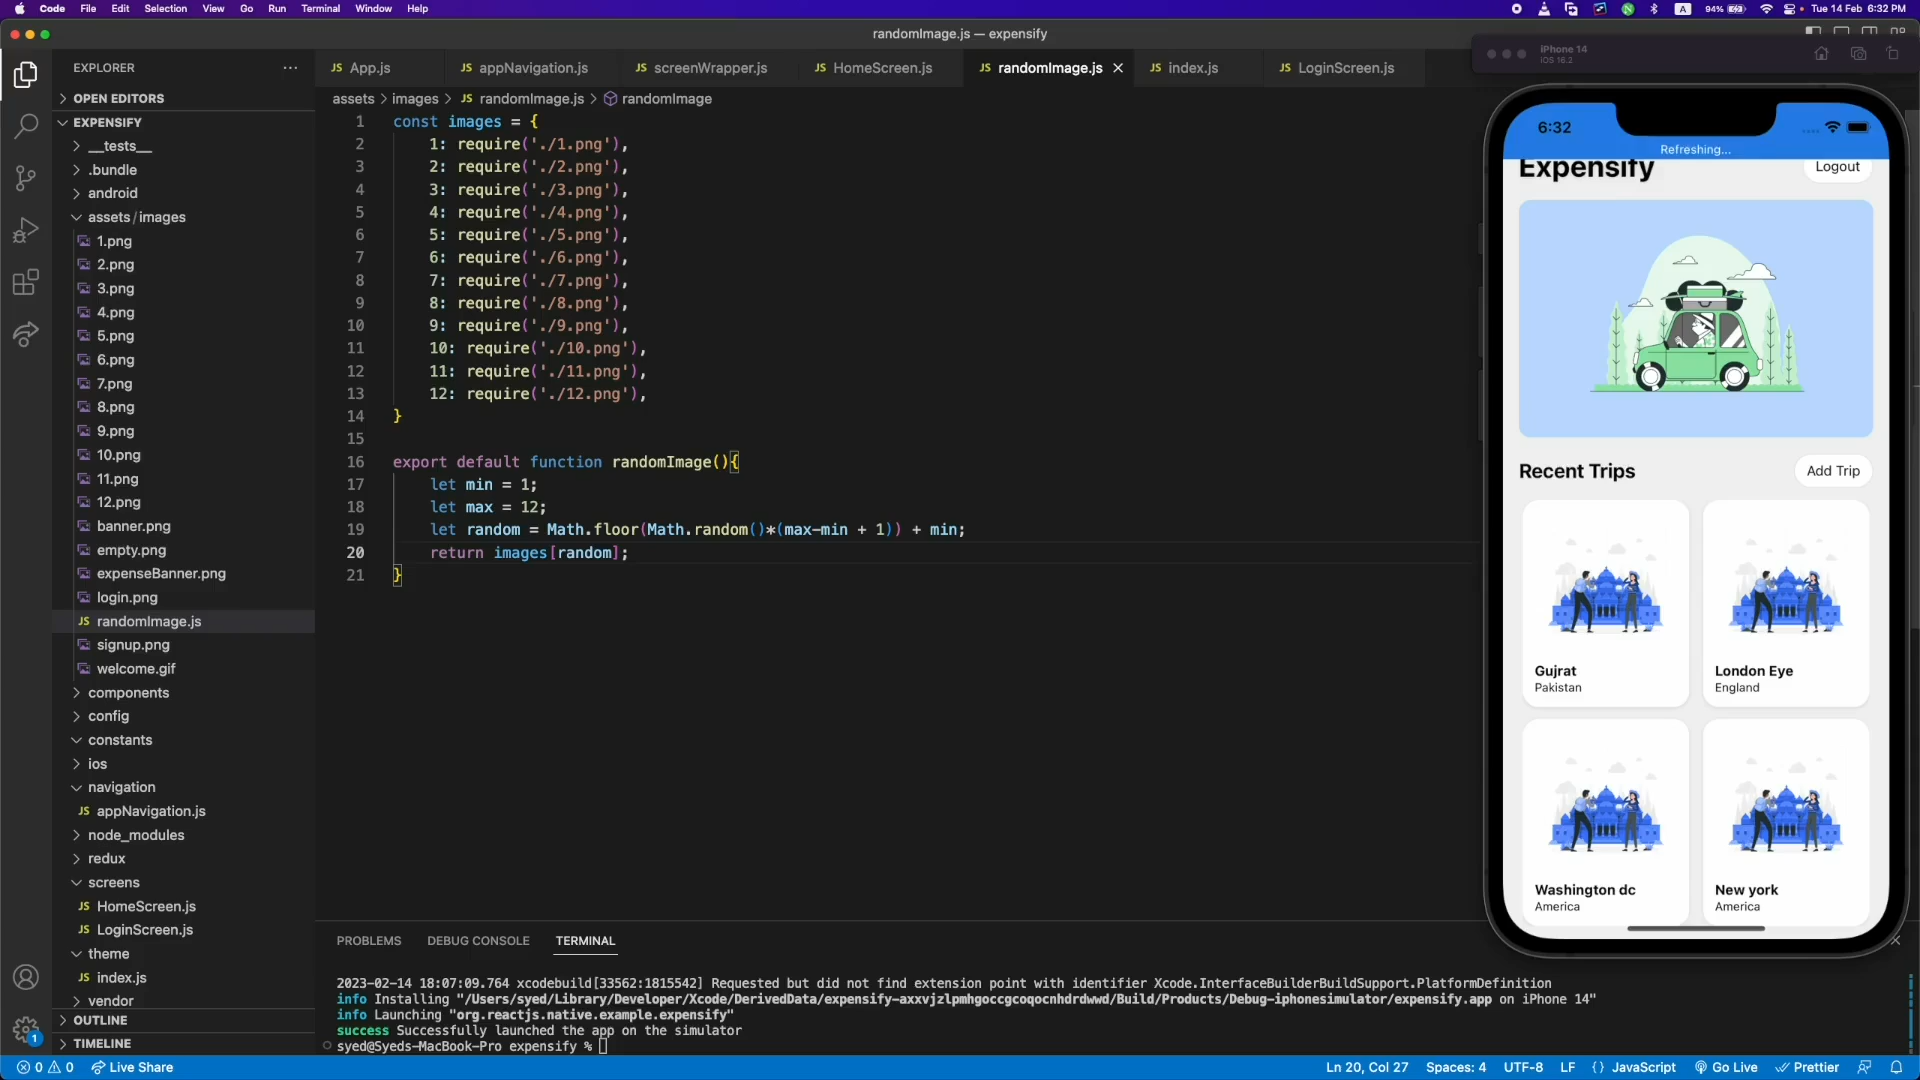 Code File Edit Selection View Go Run Terminal Window Help
A 94% Tue 14 Feb 6:32 PM
randomImage.js — expensify
EXPLORER
OPEN EDITORS
EXPENSIFY
__tests__
.bundle
android
assets/images
1.png
2.png
3.png
4.png
5.png
6.png
7.png
8.png
9.png
10.png
11.png
12.png
banner.png
empty.png
expenseBanner.png
login.png
JS randomImage.js
signup.png
welcome.gif
components
config
constants
ios
navigation
JS appNavigation.js
node_modules
redux
screens
JS HomeScreen.js
JS LoginScreen.js
theme
JS index.js
vendor
OUTLINE
TIMELINE
1
JS App.js JS appNavigation.js JS screenWrapper.js JS HomeScreen.js JS randomImage.js JS index.js JS LoginScreen.js
assets > images > JS randomImage.js > randomImage
1 const images = {
2 1: require('./1.png'),
3 2: require('./2.png'),
4 3: require('./3.png'),
5 4: require('./4.png'),
6 5: require('./5.png'),
7 6: require('./6.png'),
8 7: require('./7.png'),
9 8: require('./8.png'),
10 9: require('./9.png'),
11 10: require('./10.png'),
12 11: require('./11.png'),
13 12: require('./12.png'),
14 }
15
16 export default function randomImage(){
17 let min = 1;
18 let max = 12;
19 let random = Math.floor(Math.random()*(max-min + 1)) + min;
20 return images[random];
21 }
PROBLEMS DEBUG CONSOLE TERMINAL
2023-02-14 18:07:09.764 xcodebuild[33562:1815542] Requested but did not find extension point with identifier Xcode.InterfaceBuilderBuildSupport.PlatformDefinition
info Installing "/Users/syed/Library/Developer/Xcode/DerivedData/expensify-axxvjzlpmhgoccgcoqocnhdrdwwd/Build/Products/Debug-iphonesimulator/expensify.app on iPhone 14"
info Launching "org.reactjs.native.example.expensify"
success Successfully launched the app on the simulator
syed@Syeds-MacBook-Pro expensify %
iPhone 14
iOS 16.2
6:32
Refreshing...
Expensify Logout
Recent Trips Add Trip
Gujrat
Pakistan
London Eye
England
Washington dc
America
New york
America
0 0 Live Share Ln 20, Col 27 Spaces: 4 UTF-8 LF {} JavaScript Go Live Prettier